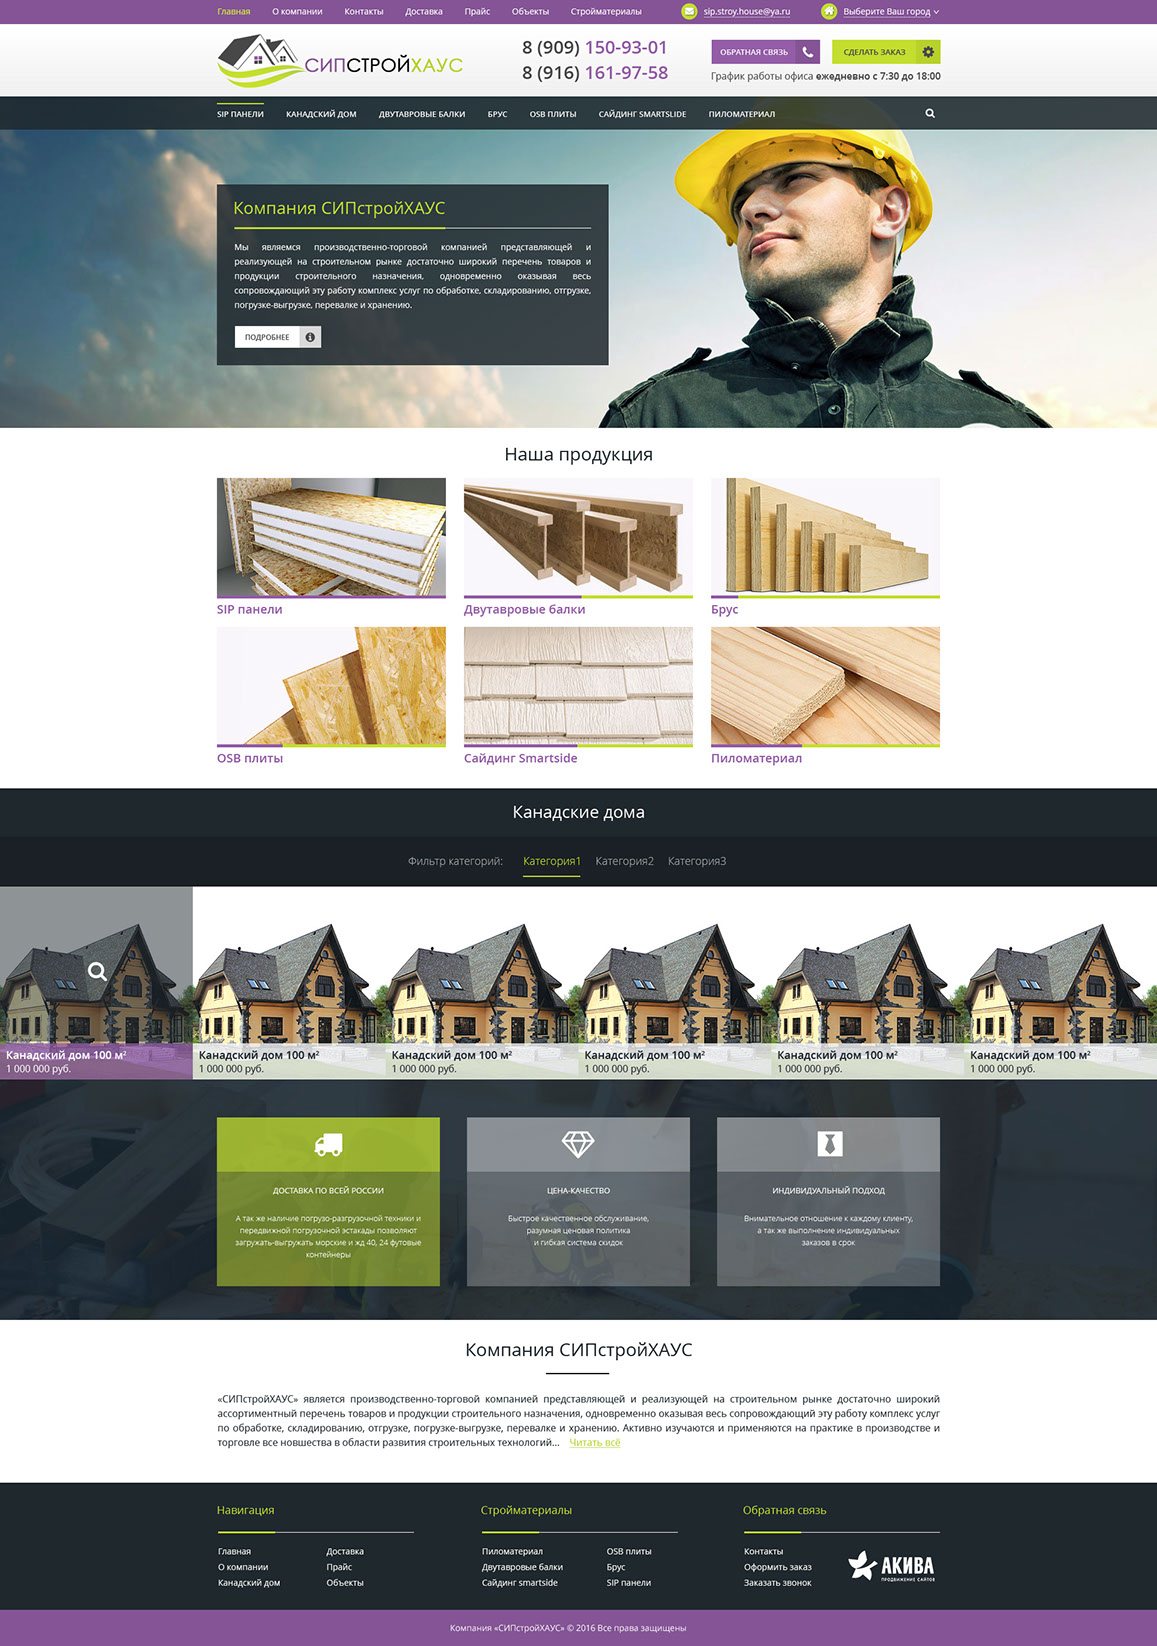 Главная О компании Контакты Доставка Прайс Объекты Стройматериалы sip.stroy.house@ya.ru Выберите Ваш город
СИПСТРОЙХАУС
8 (909) 150-93-01
8 (916) 161-97-58
ОБРАТНАЯ СВЯЗЬ СДЕЛАТЬ ЗАКАЗ
График работы офиса ежедневно с 7:30 до 18:00
SIP ПАНЕЛИ КАНАДСКИЙ ДОМ ДВУТАВРОВЫЕ БАЛКИ БРУС OSB ПЛИТЫ САЙДИНГ SMARTSLIDE ПИЛОМАТЕРИАЛ
Компания СИПстройХАУС
Мы являемся производственно-торговой компанией представляющей и
реализующей на строительном рынке достаточно широкий перечень товаров и
продукции строительного назначения, одновременно оказывая весь
сопровождающий эту работу комплекс услуг по обработке, складированию, отгрузке,
погрузке-выгрузке, перевалке и хранению.
ПОДРОБНЕЕ
Наша продукция
SIP панели Двутавровые балки Брус
OSB плиты Сайдинг Smartside Пиломатериал
Канадские дома
Фильтр категорий: Категория1 Категория2 Категория3
Канадский дом 100 м² Канадский дом 100 м² Канадский дом 100 м² Канадский дом 100 м² Канадский дом 100 м² Канадский дом 100 м²
1 000 000 руб. 1 000 000 руб. 1 000 000 руб. 1 000 000 руб. 1 000 000 руб. 1 000 000 руб.
ДОСТАВКА ПО ВСЕЙ РОССИИ
А так же наличие погрузо-разгрузочной техники и
передвижной погрузочной эстакады позволяют
загружать-выгружать морские и жд 40, 24 футовые
контейнеры
ЦЕНА-КАЧЕСТВО
Быстрое качественное обслуживание,
разумная ценовая политика
и гибкая система скидок
ИНДИВИДУАЛЬНЫЙ ПОДХОД
Внимательное отношение к каждому клиенту,
а так же выполнение индивидуальных
заказов в срок
Компания СИПстройХАУС
«СИПстройХАУС» является производственно-торговой компанией представляющей и реализующей на строительном рынке достаточно широкий
ассортиментный перечень товаров и продукции строительного назначения, одновременно оказывая весь сопровождающий эту работу комплекс услуг
по обработке, складированию, отгрузке, погрузке-выгрузке, перевалке и хранению. Активно изучаются и применяются на практике в производстве и
торговле все новшества в области развития строительных технологий... Читать всё
Навигация
Главная Доставка
О компании Прайс
Канадский дом Объекты
Стройматериалы
Пиломатериал OSB плиты
Двутавровые балки Брус
Сайдинг smartside SIP панели
Обратная связь
Контакты
Оформить заказ
Заказать звонок
АКИВА
ПРОДВИЖЕНИЕ САЙТОВ
Компания «СИПстройХАУС» © 2016 Все права защищены